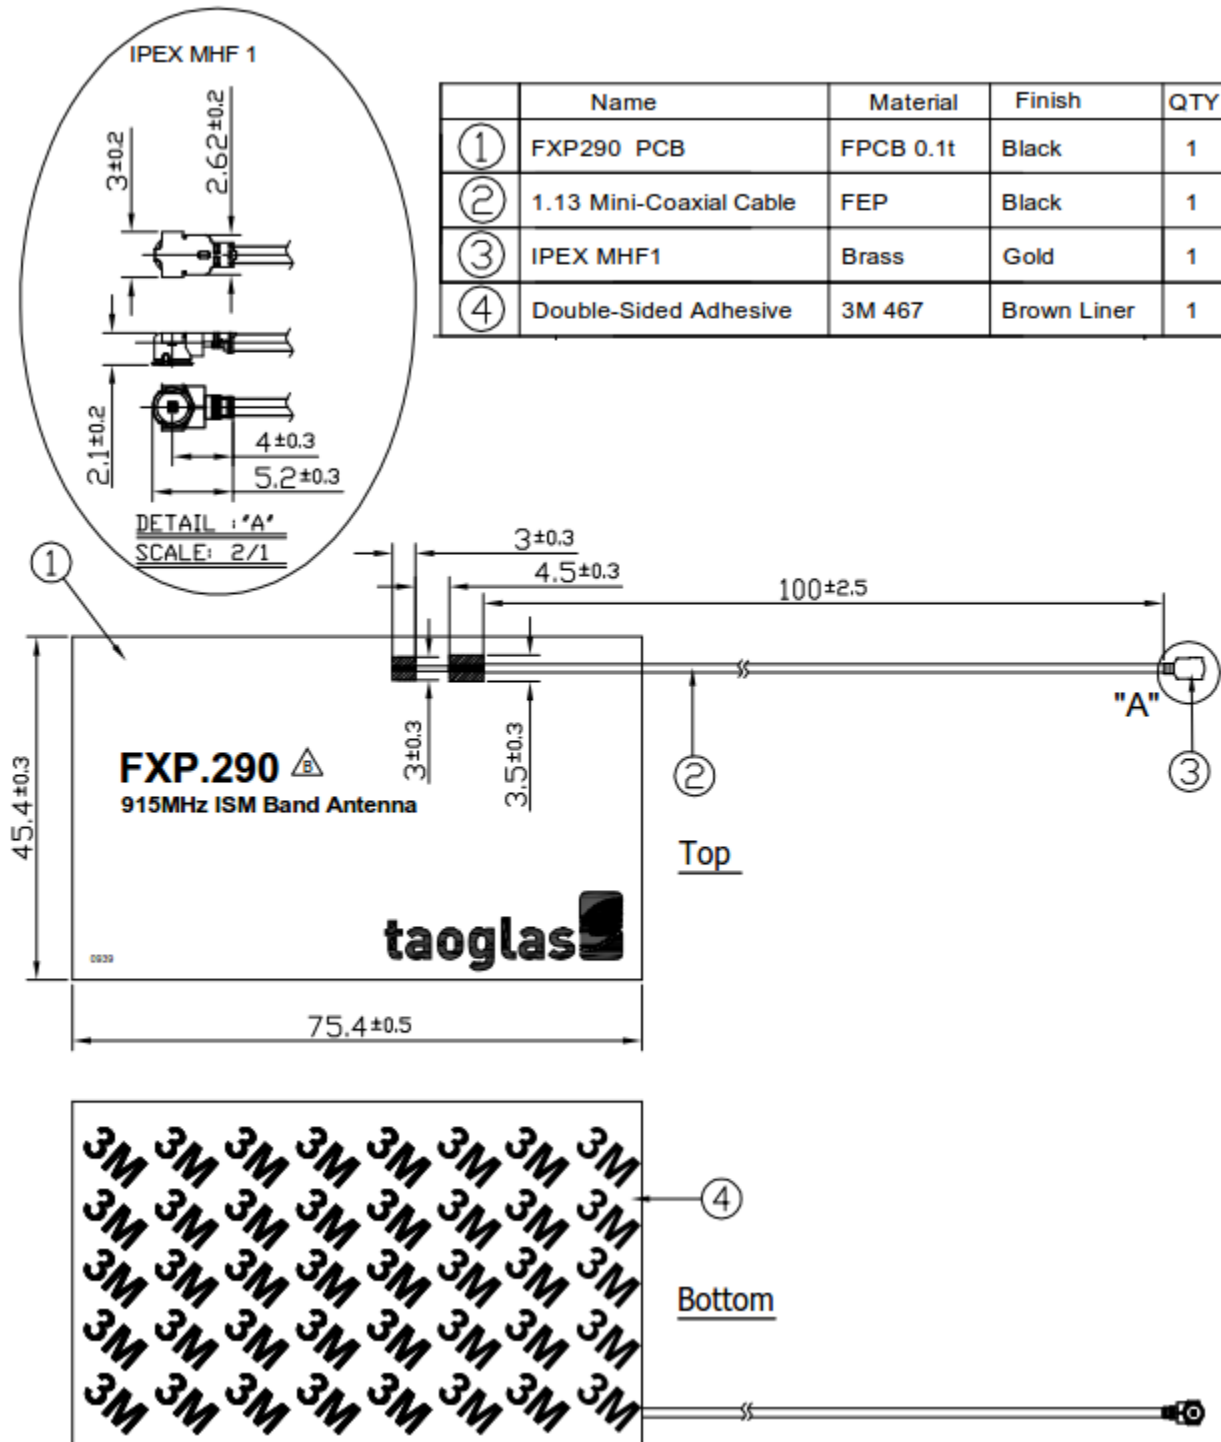 IPEX MHF 1
3±0.2
2.62±0.2
2.1±0.2
4±0.3
5.2±0.3
DETAIL :"A"
SCALE: 2/1
Name Material Finish QTY
1 FXP290 PCB FPCB 0.1t Black 1
2 1.13 Mini-Coaxial Cable FEP Black 1
3 IPEX MHF1 Brass Gold 1
4 Double-Sided Adhesive 3M 467 Brown Liner 1
1
3±0.3
4.5±0.3
100±2.5
3±0.3
3.5±0.3
"A"
2
3
45.4±0.3
FXP.290 B
915MHz ISM Band Antenna
Top
taoglas
0939
75.4±0.5
3M 3M 3M 3M 3M 3M 3M 3M
3M 3M 3M 3M 3M 3M 3M 3M
3M 3M 3M 3M 3M 3M 3M 3M
3M 3M 3M 3M 3M 3M 3M 3M
3M 3M 3M 3M 3M 3M 3M 3M
4
Bottom